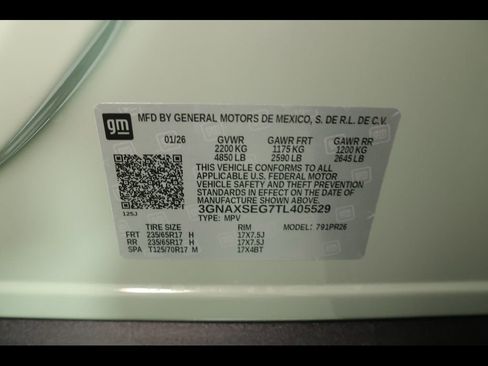 gm
MFD BY GENERAL MOTORS DE MEXICO, S. DE R.L. DE C.V.
01/26 GVWR GAWR FRT GAWR RR
2200 KG 1175 KG 1200 KG
4850 LB 2590 LB 2645 LB
THIS VEHICLE CONFORMS TO ALL
APPLICABLE U.S. FEDERAL MOTOR
VEHICLE SAFETY AND THEFT PREVENTION
STANDARDS IN EFFECT ON THE DATE OF
MANUFACTURE SHOWN ABOVE.
3GNAXSEG7TL405529
125J TYPE: MPV MODEL: 791PR26
TIRE SIZE RIM
FRT 235/65R17 H 17X7.5J
RR 235/65R17 H 17X7.5J
SPA T125/70R17 M 17X4BT